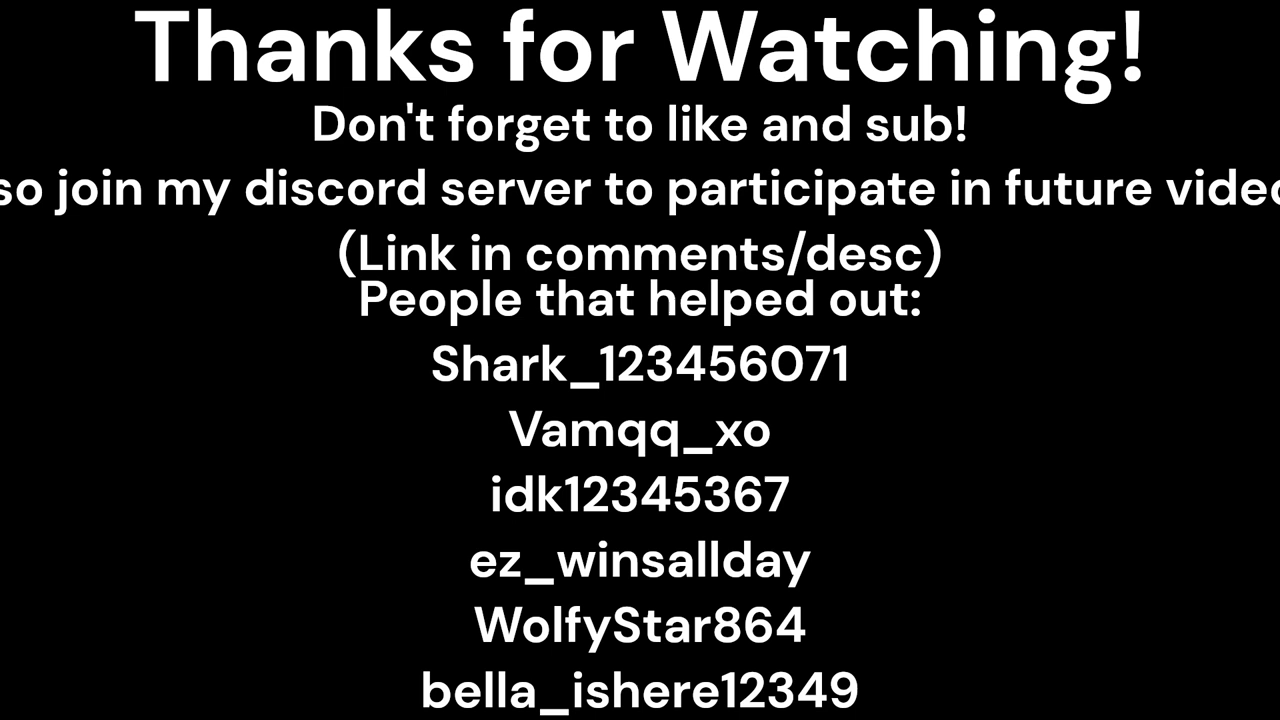 Thanks for Watching!
Don't forget to like and sub!
so join my discord server to participate in future video
(Link in comments/desc)
People that helped out:
Shark_123456071
Vamqq_xo
idk12345367
ez_winsallday
WolfyStar864
bella_ishere12349